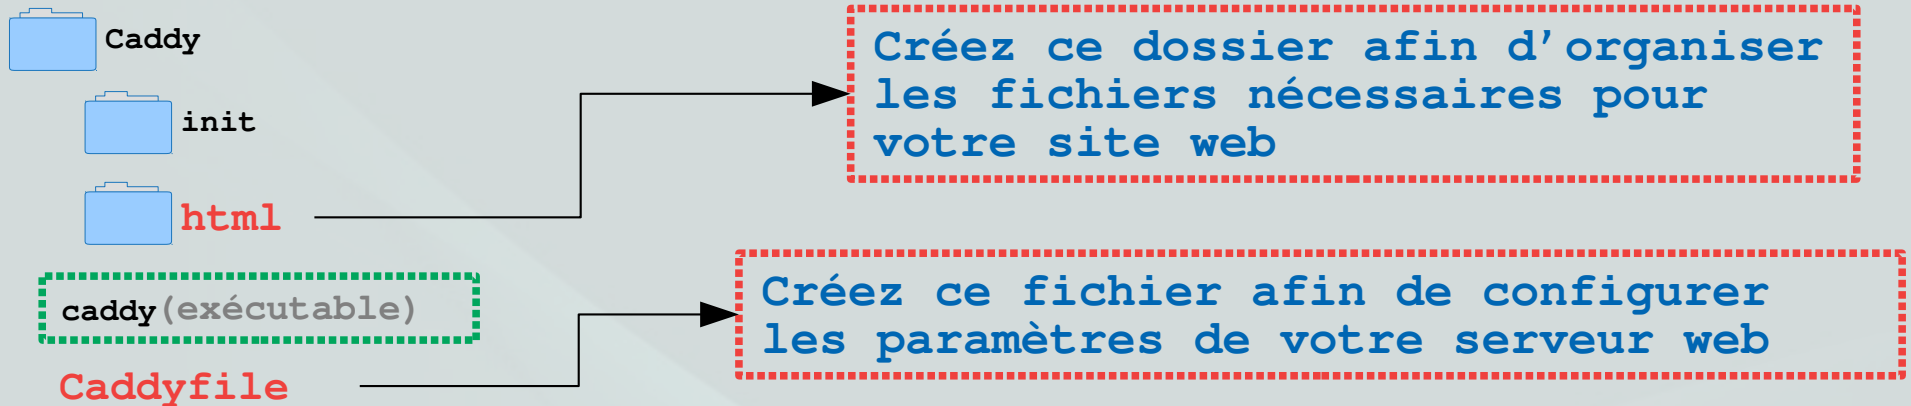 Caddy
Créez ce dossier afin d’organiser
les fichiers nécessaires pour
votre site web
init
html
caddy(exécutable)
Créez ce fichier afin de configurer
les paramètres de votre serveur web
Caddyfile